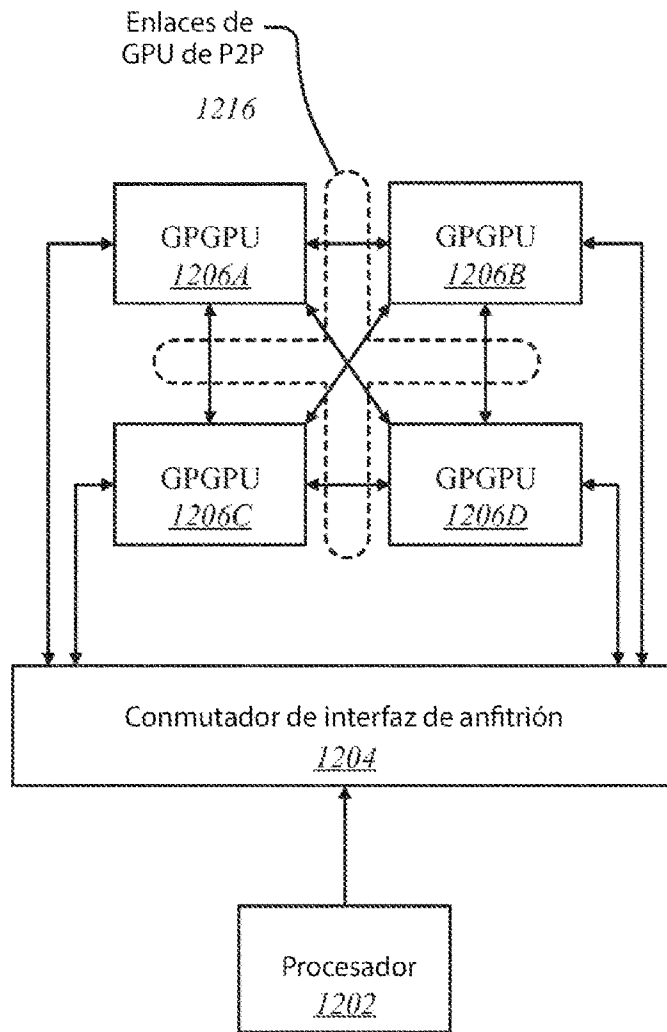 Enlaces de
GPU de P2P
1216
GPGPU
1206A
GPGPU
1206B
GPGPU
1206C
GPGPU
1206D
Conmutador de interfaz de anfitrión
1204
Procesador
1202